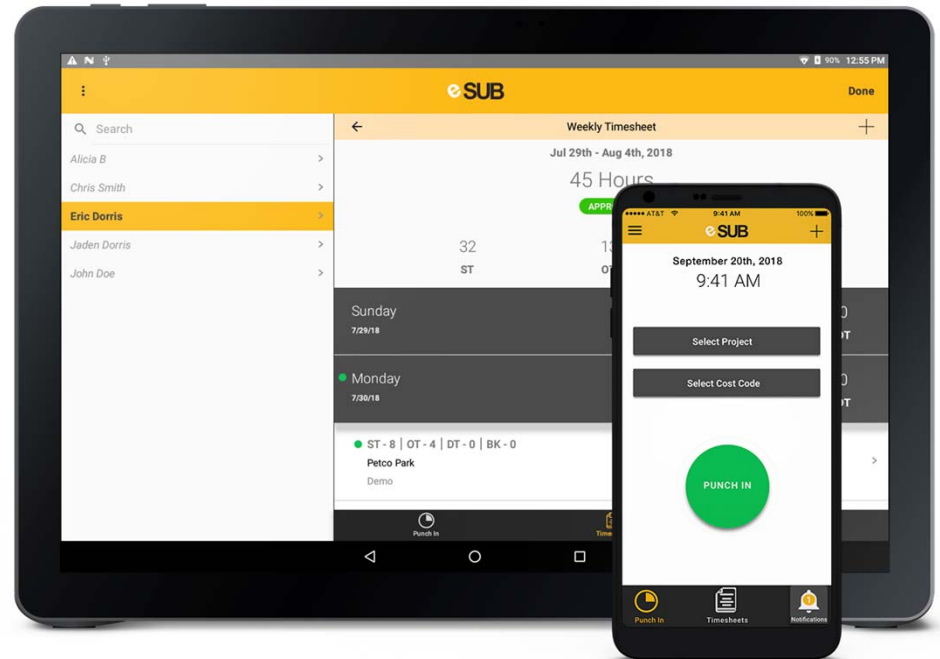 90% 12:55 PM
eSUB
Done
Search
Alicia B
Chris Smith
Eric Dorris
Jaden Dorris
John Doe
Weekly Timesheet
Jul 29th - Aug 4th, 2018
45 Hours
32
ST
Sunday
7/29/18
Monday
7/30/18
ST - 8 | OT - 4 | DT - 0 | BK - 0
Petco Park
Demo
Punch In
AT&T 9:41 AM 100%
eSUB
September 20th, 2018
9:41 AM
Select Project
Select Cost Code
PUNCH IN
1
Punch In Timesheets Notifications